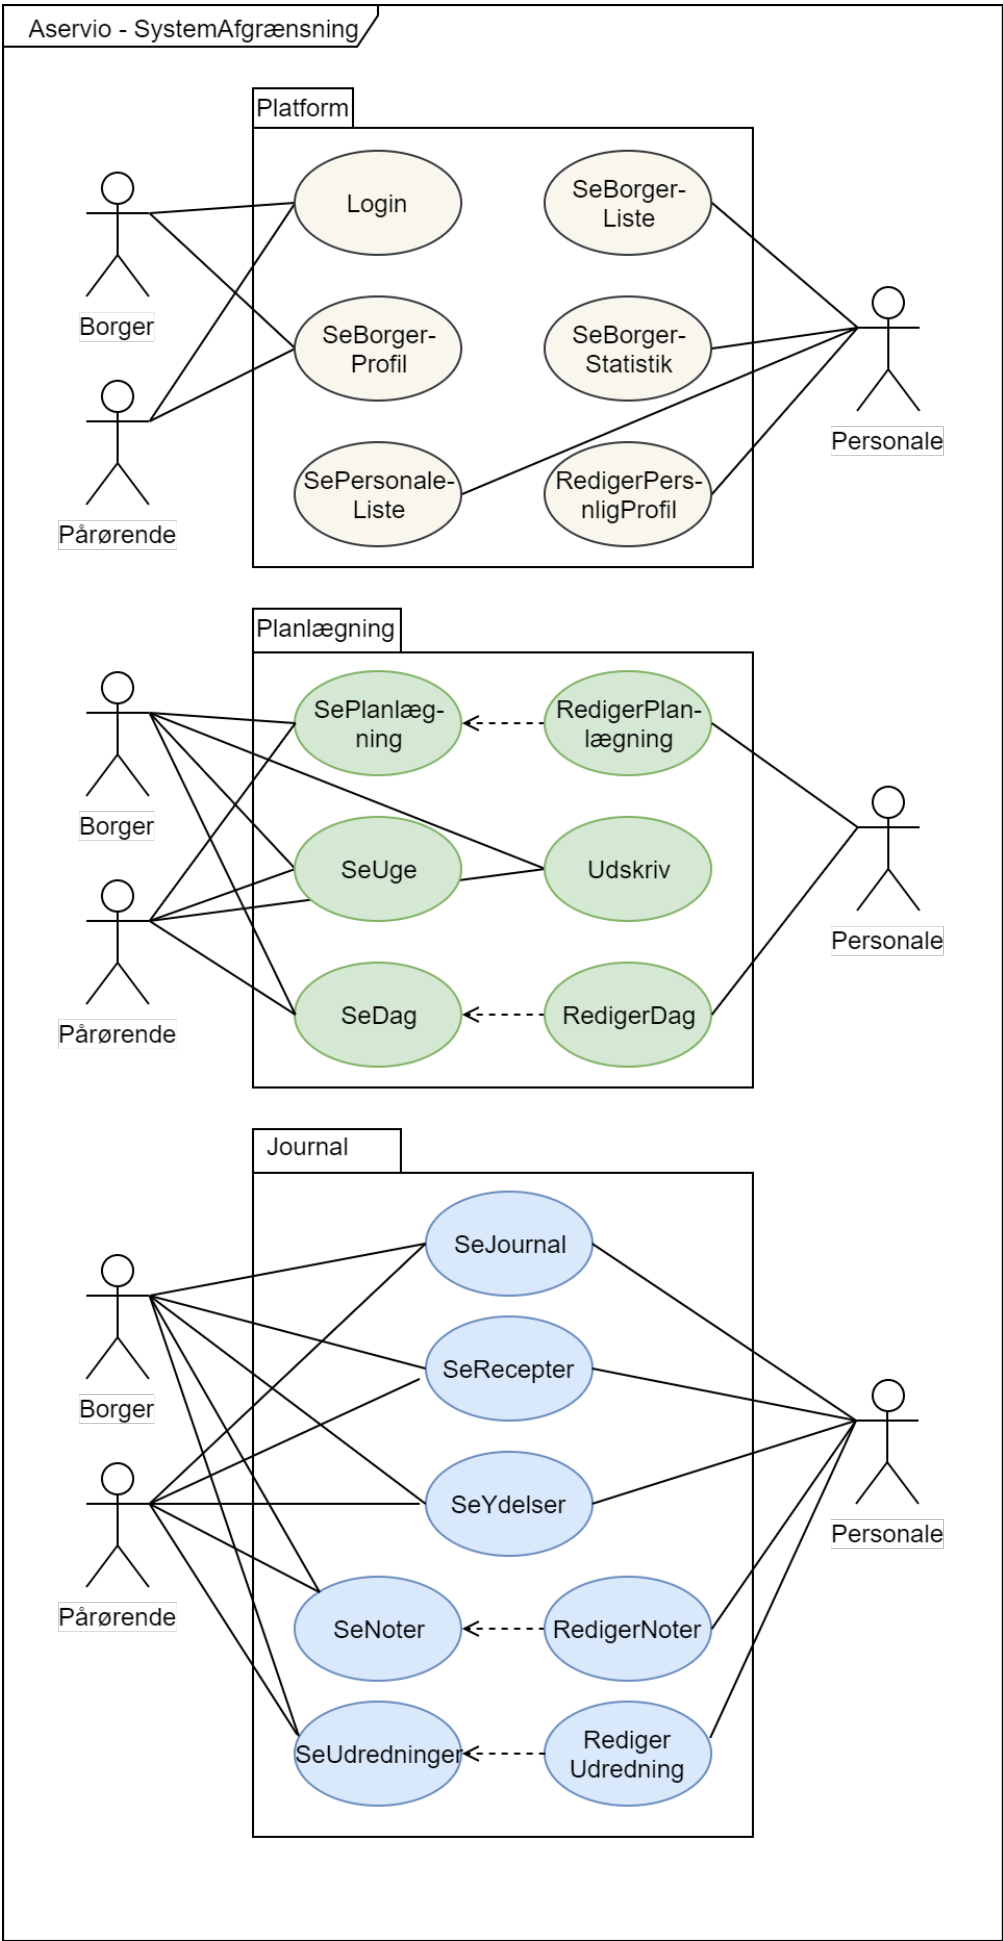 Aservio - SystemAfgrænsning
Platform
Login
SeBorger-
Liste
Borger
SeBorger-
Profil
SeBorger-
Statistik
Personale
SePersonale-
Liste
RedigerPers-
nligProfil
Pårørende
Planlægning
SePlanlæg-
ning
RedigerPlan-
lægning
Borger
SeUge
Udskriv
Personale
SeDag
RedigerDag
Pårørende
Journal
SeJournal
SeRecepter
Borger
SeYdelser
Personale
Pårørende
SeNoter
RedigerNoter
SeUdredninger
Rediger
Udredning